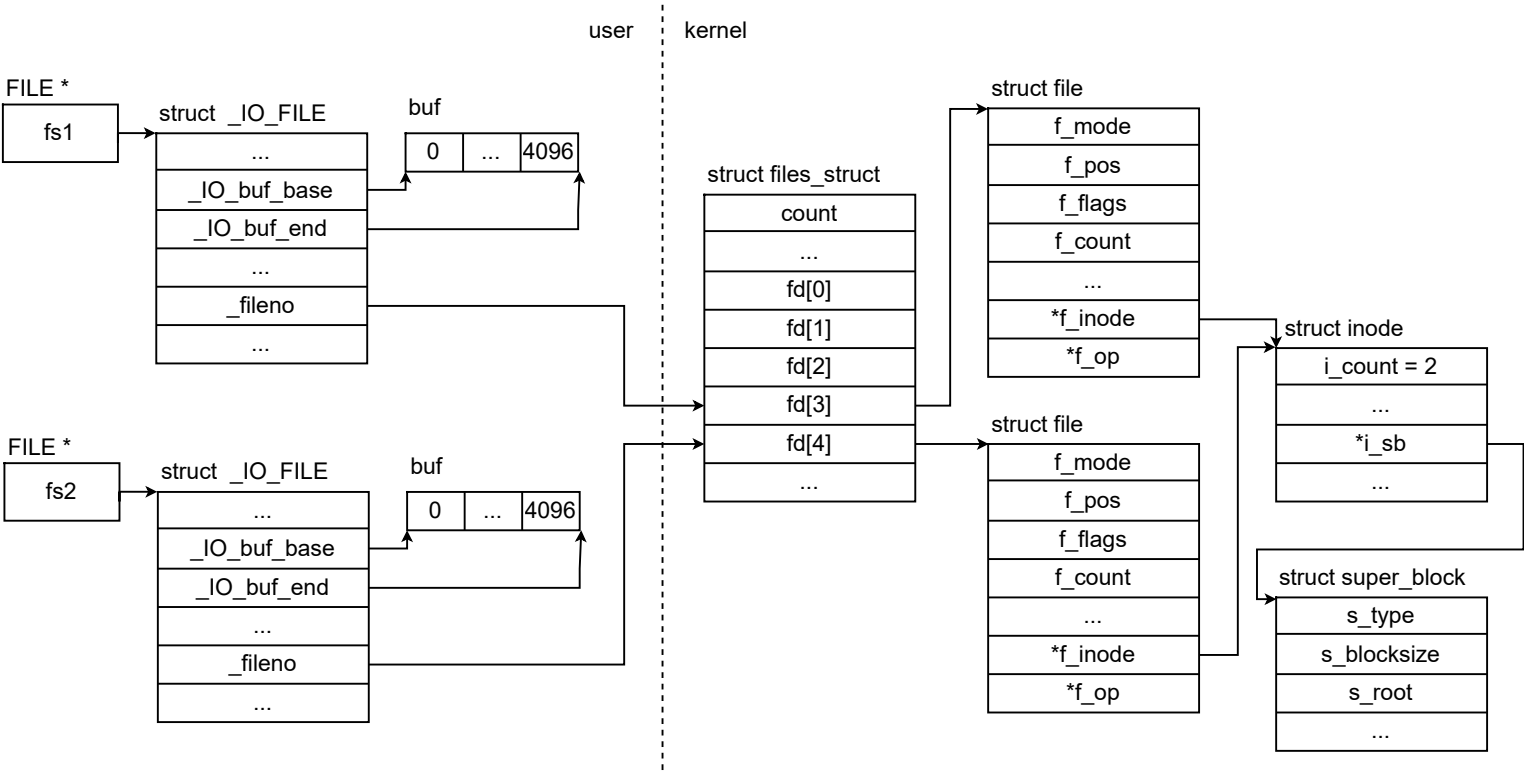 user
kernel
FILE *
fs1
struct _IO_FILE
...
_IO_buf_base
_IO_buf_end
...
_fileno
...
buf
0 ... 4096
FILE *
fs2
struct _IO_FILE
...
_IO_buf_base
_IO_buf_end
...
_fileno
...
buf
0 ... 4096
struct files_struct
count
...
fd[0]
fd[1]
fd[2]
fd[3]
fd[4]
...
struct file
f_mode
f_pos
f_flags
f_count
...
*f_inode
*f_op
struct file
f_mode
f_pos
f_flags
f_count
...
*f_inode
*f_op
struct inode
i_count = 2
...
*i_sb
...
struct super_block
s_type
s_blocksize
s_root
...